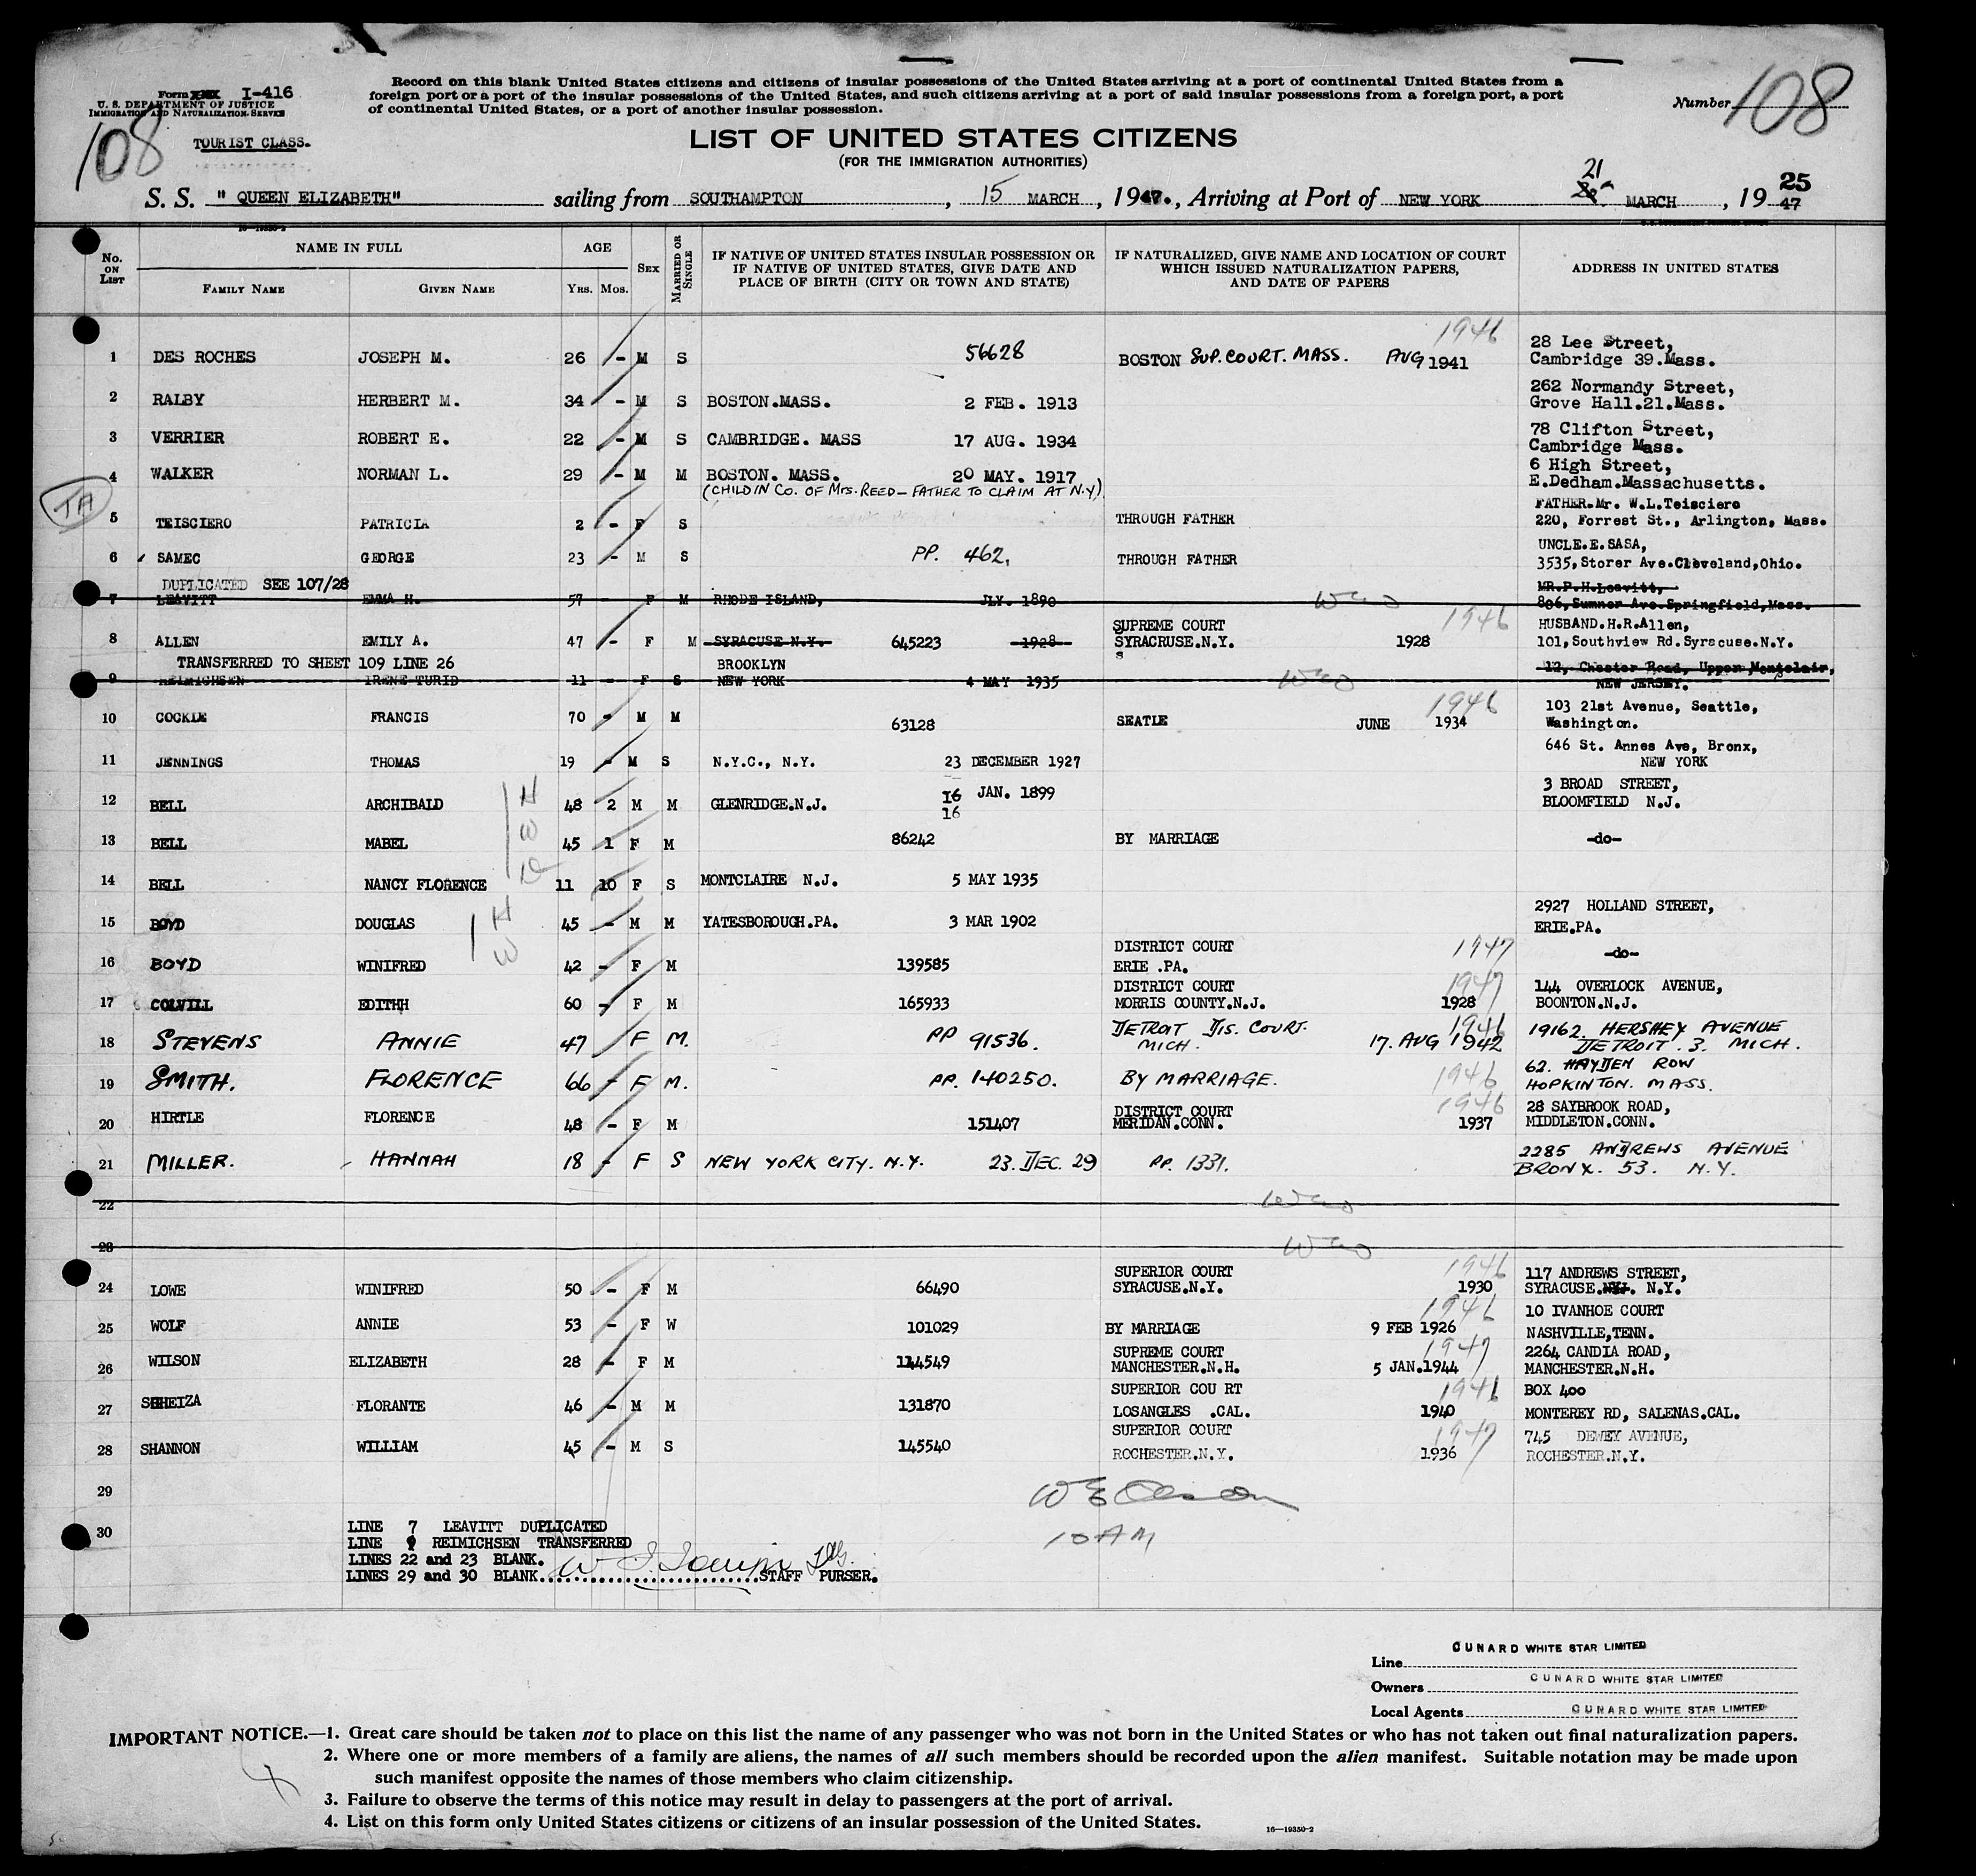 Form I-416
U. S. DEPARTMENT OF JUSTICE
IMMIGRATION AND NATURALIZATION SERVICE
Record on this blank United States citizens and citizens of insular possessions of the United States arriving at a port of continental United States from a
foreign port or a port of the insular possessions of the United States, and such citizens arriving at a port of said insular possessions from a foreign port, a port
of continental United States, or a port of another insular possession.
Number 108
108
TOURIST CLASS.
LIST OF UNITED STATES CITIZENS
(FOR THE IMMIGRATION AUTHORITIES)
S. S. " QUEEN ELIZABETH" sailing from SOUTHAMPTON, 15 MARCH, 1947., Arriving at Port of NEW YORK 21 MARCH, 19 25 47
16-19350-2
No. ON LIST NAME IN FULL AGE SEX MARRIED OR SINGLE IF NATIVE OF UNITED STATES INSULAR POSSESSION OR IF NATIVE OF UNITED STATES, GIVE DATE AND PLACE OF BIRTH (CITY OR TOWN AND STATE) IF NATURALIZED, GIVE NAME AND LOCATION OF COURT WHICH ISSUED NATURALIZATION PAPERS, AND DATE OF PAPERS ADDRESS IN UNITED STATES
FAMILY NAME GIVEN NAME YRS. MOS.
1 DES ROCHES JOSEPH M. 26 - M S 56628 BOSTON SUP. COURT. MASS. AUG 1941 1946 28 Lee Street,
Cambridge 39.Mass.
2 RALBY HERBERT M. 34 - M S BOSTON.MASS. 2 FEB. 1913 262 Normandy Street,
Grove Hall.21.Mass.
3 VERRIER ROBERT E. 22 - M S CAMBRIDGE. MASS 17 AUG. 1934 78 Clifton Street,
Cambridge Mass.
4 WALKER NORMAN L. 29 - M M BOSTON. MASS. 20 MAY. 1917 6 High Street,
E.Dedham.Massachusetts.
(CHILD IN CO. OF MRS. REED - FATHER TO CLAIM AT N.Y)
TA
5 TEISCIERO PATRICIA 2 - F S THROUGH FATHER FATHER.Mr. W.L.Teisciero
220, Forrest St., Arlington, Mass.
6 SAMEC GEORGE 23 - M S PP. 462. THROUGH FATHER UNCLE.E.SASA,
3535,Storer Ave.Cleveland,Ohio.
DUPLICATED SEE 107/28
7 LEAVITT EMMA H. 57 - F M RHODE ISLAND, JLY. 1890 MR.P.H.Leavitt,
806,Sumner Ave.Springfield,Mass.
8 ALLEN EMILY A. 47 - F M SYRACUSE N.Y. 645223 1928 SUPREME COURT
SYRACRUSE.N.Y. 1928 1946 HUSBAND.H.R.Allen,
s
101,Southview Rd.Syracuse.N.Y.
TRANSFERRED TO SHEET 109 LINE 26
9 REIMICHSEN IRENE TURID 11 - F S BROOKLYN
NEW YORK 4 MAY 1935 12, Chester Road, Upper Montclair,
NEW JERSEY.
10 COCKLE FRANCIS 70 - M M 63128 SEATLE JUNE 1934 1946 103 21st Avenue, Seattle,
Washington.
11 JENNINGS THOMAS 19 - M S N.Y.C., N.Y. 23 DECEMBER 1927 646 St. Annes Ave, Bronx,
NEW YORK
12 BELL ARCHIBALD 48 2 M M GLENRIDGE.N.J. 16 JAN. 1899 3 BROAD STREET,
16
BLOOMFIELD N.J.
13 BELL MABEL 45 1 F M 86242 BY MARRIAGE -do-
14 BELL NANCY FLORENCE 11 10 F S MONTCLAIRE N.J. 5 MAY 1935
15 BOYD DOUGLAS 45 - M M YATESBOROUGH.PA. 3 MAR 1902 2927 HOLLAND STREET,
ERIE.PA.
16 BOYD WINIFRED 42 - F M 139585 DISTRICT COURT
ERIE .PA. 1947 -do-
17 COLVILL EDITHH 60 - F M 165933 DISTRICT COURT
MORRIS COUNTY.N.J. 1928 1947 144 OVERLOCK AVENUE,
BOONTON.N.J.
18 STEVENS ANNIE 47 F M. PP 91536. DETROIT DIS. COURT.
MICH. 17. AUG 1942 1946 19162 HERSHEY AVENUE
DETROIT. 3. MICH.
19 SMITH. FLORENCE 66 - F M. PP. 140250. BY MARRIAGE. 1946 62. HAYDEN ROW
HOPKINTON. MASS.
20 HIRTLE FLORENCE 48 - F M 151407 DISTRICT COURT
MERIDAN.CONN. 1937 1946 28 SAYBROOK ROAD,
MIDDLETON.CONN.
21 MILLER. HANNAH 18 - F S NEW YORK CITY. N.Y. 23. DEC. 29 PP. 1331. 2285 ANDREWS AVENUE
BRONX. 53. N.Y.
22
23
24 LOWE WINIFRED 50 - F M 66490 SUPERIOR COURT
SYRACUSE.N.Y. 1930 1946 117 ANDREWS STREET,
SYRACUSE. N.Y.
25 WOLF ANNIE 53 - F W 101029 BY MARRIAGE 9 FEB 1926 1946 10 IVANHOE COURT
NASHVILLE,TENN.
26 WILSON ELIZABETH 28 - F M 144549 SUPREME COURT
MANCHESTER.N.H. 5 JAN.1944 1947 2264 CANDIA ROAD,
MANCHESTER.N.H.
27 FLORANTE 46 - M M 131870 SUPERIOR COU RT
LOSANGLES .CAL. 1940 1946 BOX 400
MONTEREY RD, SALENAS.CAL.
28 SHANNON WILLIAM 45 - M S 145540 SUPERIOR COURT
ROCHESTER.N.Y. 1936 1947 745 DEWEY AVENUE,
ROCHESTER.N.Y.
29
30
10 AM
LINE 7 LEAVITT DUPLICATED
LINE 9 REIMICHSEN TRANSFERRED
LINES 22 and 23 BLANK.
LINES 29 and 30 BLANK. STAFF PURSER.
CUNARD WHITE STAR LIMITED
Line
Owners CUNARD WHITE STAR LIMITED
Local Agents CUNARD WHITE STAR LIMITED
IMPORTANT NOTICE.—1. Great care should be taken not to place on this list the name of any passenger who was not born in the United States or who has not taken out final naturalization papers.
2. Where one or more members of a family are aliens, the names of all such members should be recorded upon the alien manifest. Suitable notation may be made upon
such manifest opposite the names of those members who claim citizenship.
3. Failure to observe the terms of this notice may result in delay to passengers at the port of arrival.
4. List on this form only United States citizens or citizens of an insular possession of the United States.
16—19350-2